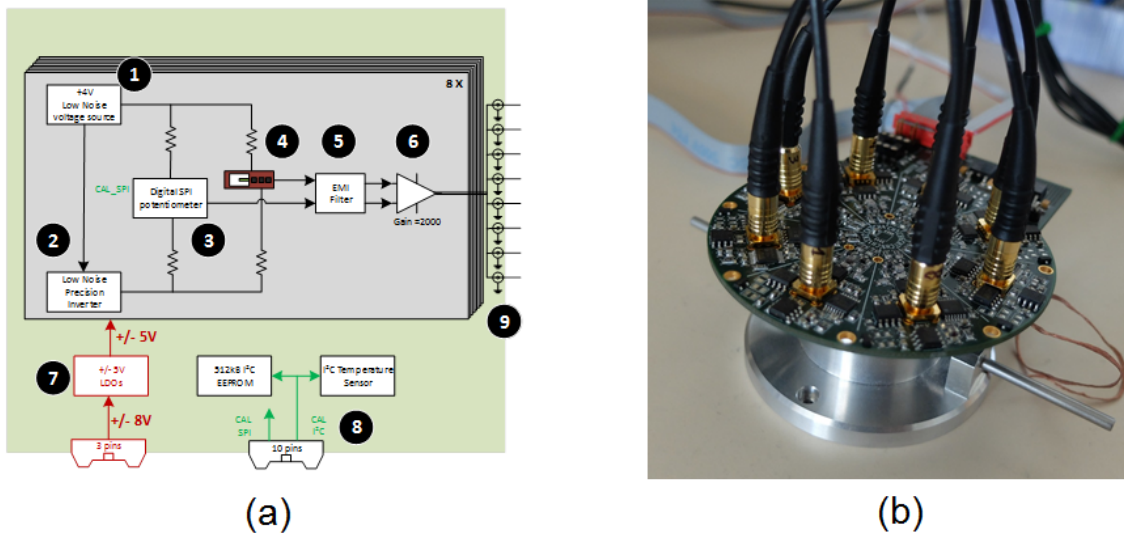 1
+4V
Low Noise
voltage source
8 X
4
5
6
CAL_SPI
Digital SPI
potentiometer
EMI
Filter
Gain =2000
2
3
Low Noise
Precision
Inverter
9
+/- 5V
7
+/- 5V
LDOs
512kB I²C
EEPROM
I²C Temperature
Sensor
+/- 8V
CAL
SPI
CAL
I²C
8
3 pins
10 pins
(a)
(b)